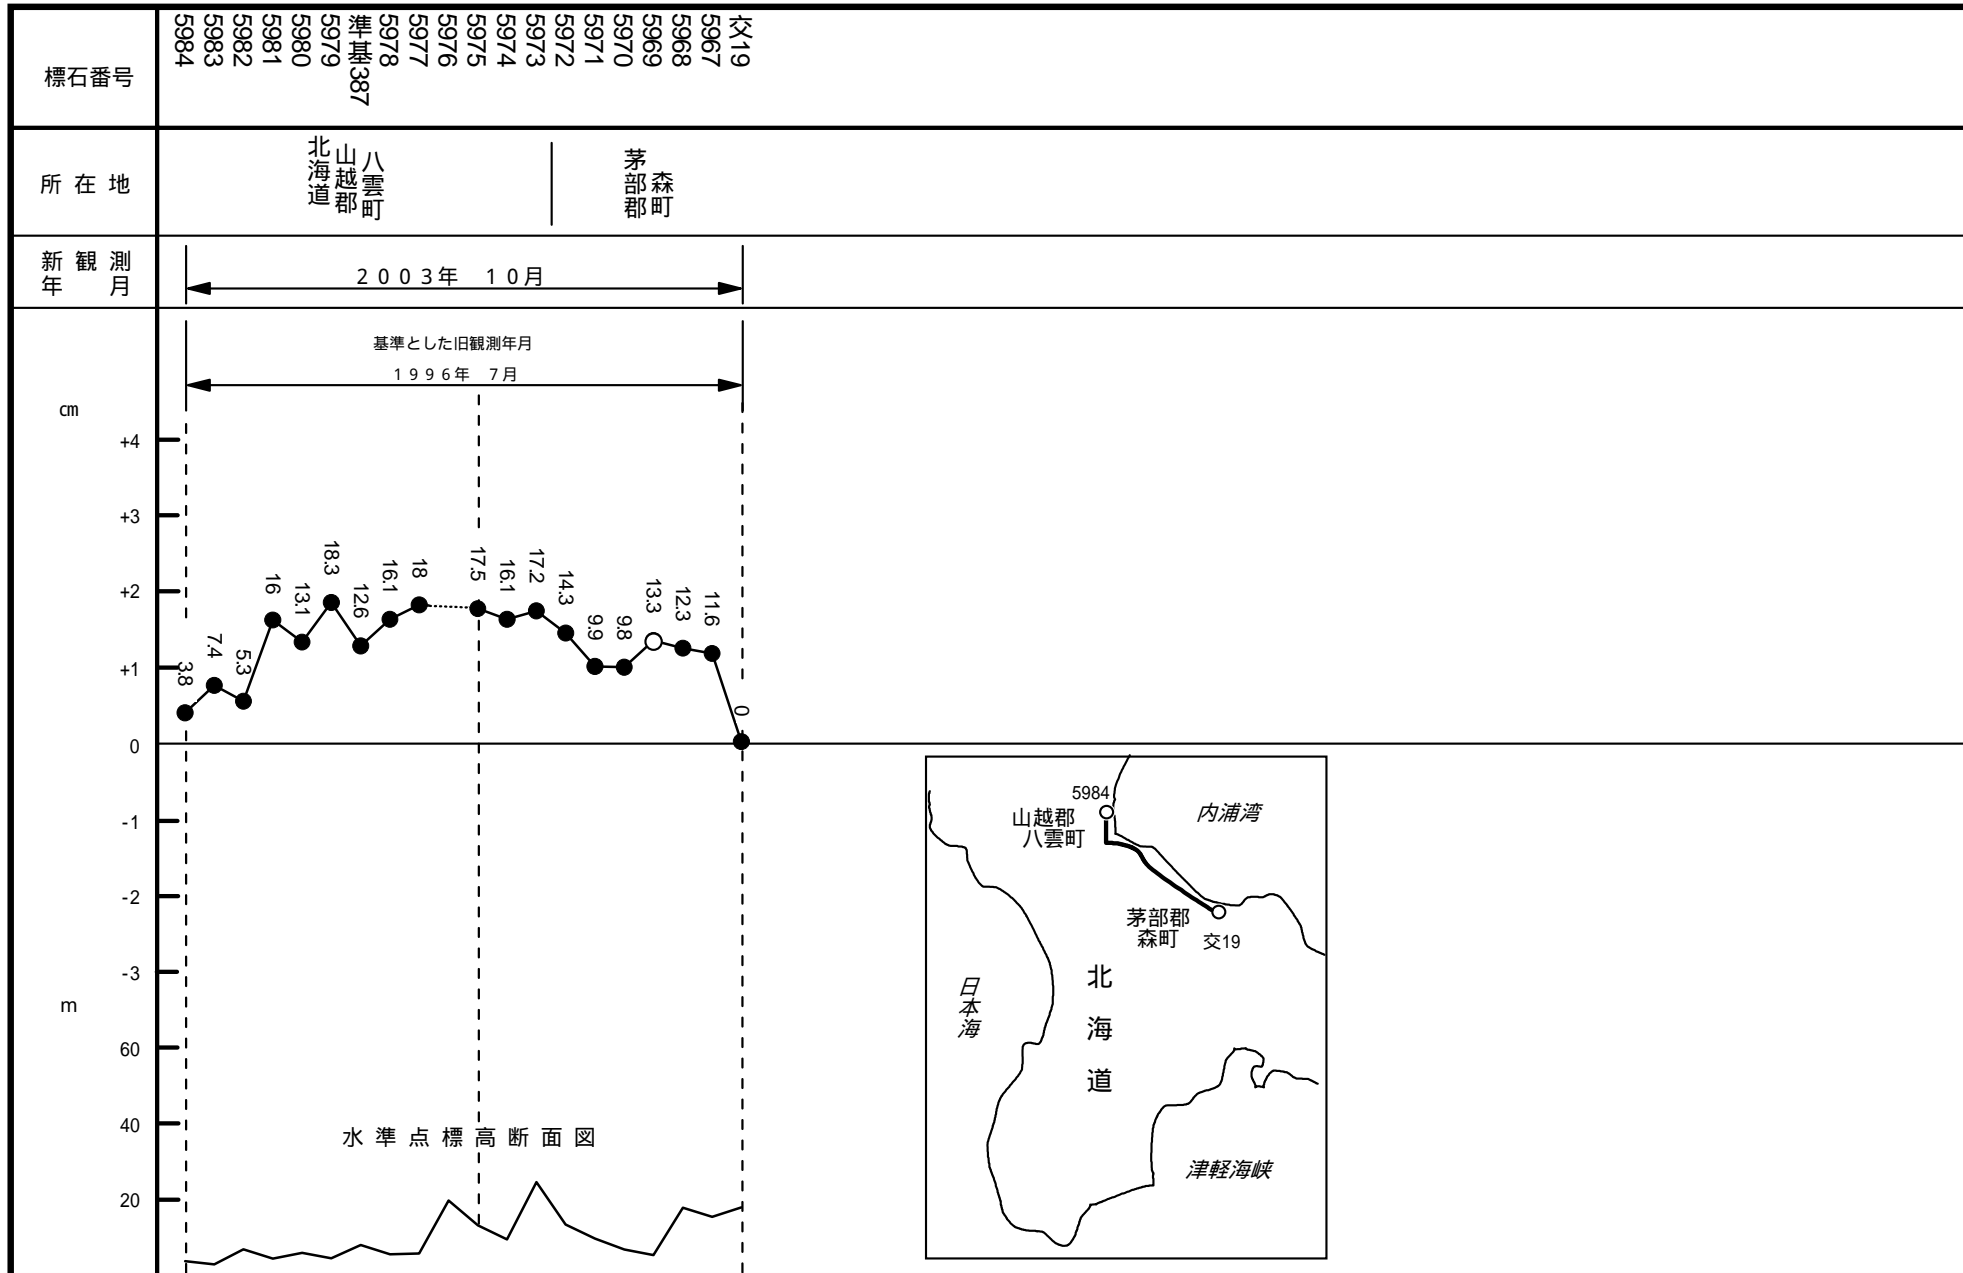 標石番号
5984
5983
5982
5981
5980
5979
準基387
5978
5977
5976
5975
5974
5973
5972
5971
5970
5969
5968
5967
交19
所 在 地
北海道
山越郡
八雲町
茅部郡
森町
新 観 測
年 月
2003年 10月
基準とした旧観測年月
1996年 7月
cm
+4
+3
+2
+1
0
-1
-2
-3
3.8
7.4
5.3
16
13.1
18.3
12.6
16.1
18
17.5
16.1
17.2
14.3
9.9
9.8
13.3
12.3
11.6
0
m
60
40
20
水 準 点 標 高 断 面 図
5984
山越郡
八雲町
内浦湾
茅部郡
森町
交19
日本海
北海道
津軽海峡